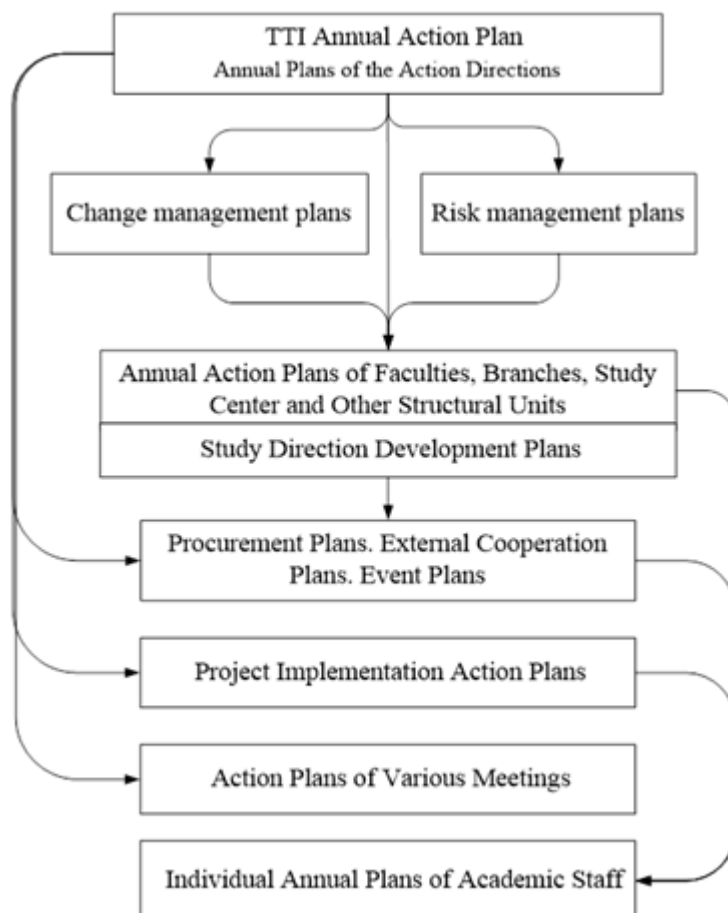 TTI Annual Action Plan
Annual Plans of the Action Directions
Change management plans
Risk management plans
Annual Action Plans of Faculties, Branches, Study
Center and Other Structural Units
Study Direction Development Plans
Procurement Plans. External Cooperation
Plans. Event Plans
Project Implementation Action Plans
Action Plans of Various Meetings
Individual Annual Plans of Academic Staff